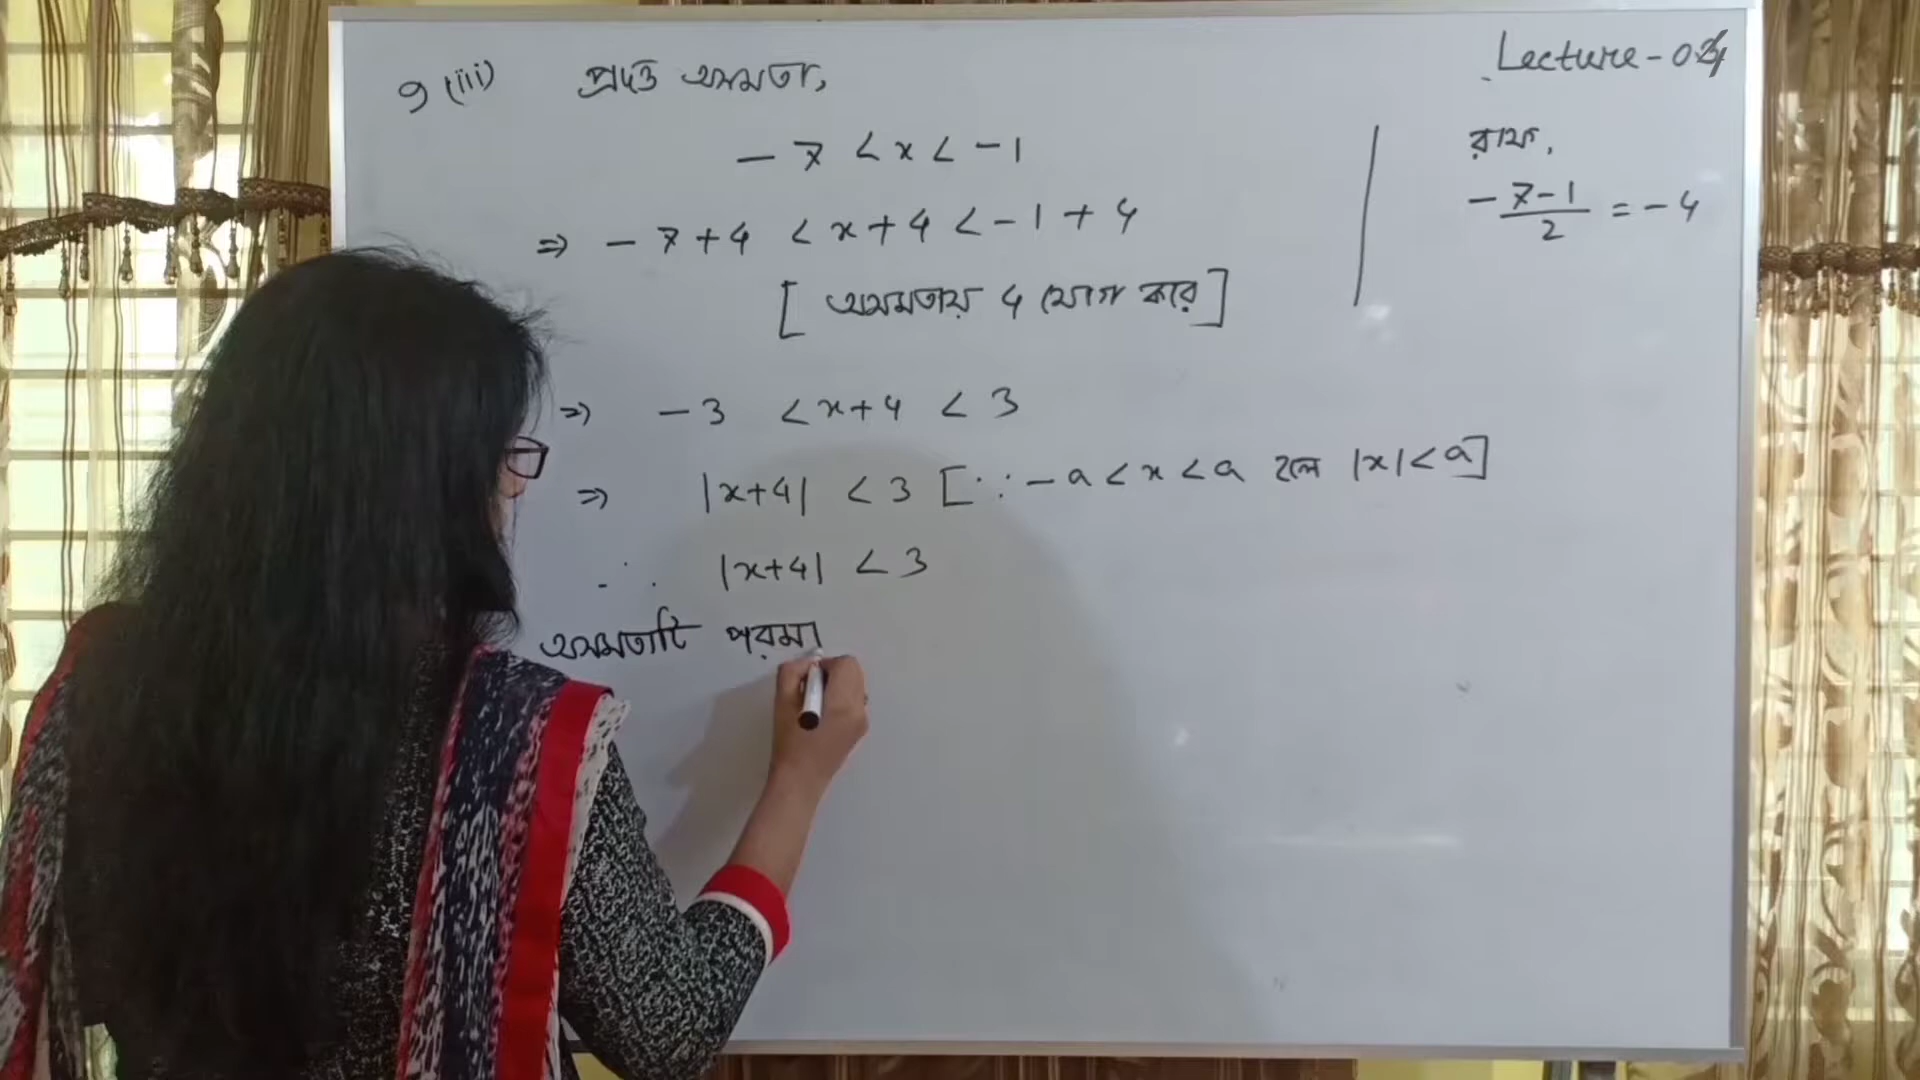 Lecture-04
9 (iii) প্রদত্ত অসমতা,
- 7 < x < -1
⇒ - 7 + 4 < x + 4 < - 1 + 4
[ অসমতায় 4 যোগ করে ]
⇒ - 3 < x+4 < 3
⇒ |x+4| < 3 [∵ - a < x < a হলে |x| < a]
∴ |x+4| < 3
অসমতাটি পরমা
রাফ,
(-7-1)/2 = -4